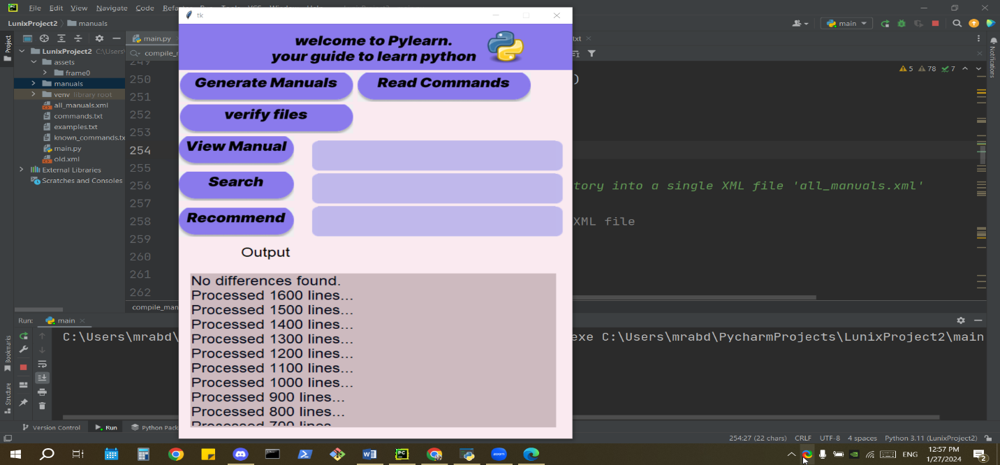 File Edit View Navigate Code
LunixProject2 manuals
main
tk
welcome to Pylearn.
your guide to learn python
Generate Manuals Read Commands
verify files
View Manual
Search
Recommend
Output
No differences found.
Processed 1600 lines...
Processed 1500 lines...
Processed 1400 lines...
Processed 1300 lines...
Processed 1200 lines...
Processed 1100 lines...
Processed 1000 lines...
Processed 900 lines...
Processed 800 lines...
Processed 700 lines...
Project
LunixProject2 C:\Users\
assets
frame0
manuals
venv library root
all_manuals.xml
commands.txt
examples.txt
known_commands.tx
main.py
old.xml
External Libraries
Scratches and Consoles
main.py
txt
compile_m
5 78 7
Notifications
250 )
251
252
253
254
255
256 tory into a single XML file 'all_manuals.xml'
257
258 XML file
259
260
261
262
compile_man
Run: main
C:\Users\mrabd\ exe C:\Users\mrabd\PycharmProjects\LunixProject2\main
Bookmarks
Structure
Version Control Run Python Pack
254:27 (22 chars) CRLF UTF-8 4 spaces Python 3.11 (LunixProject2)
zoom
ENG
12:57 PM
1/27/2024
2